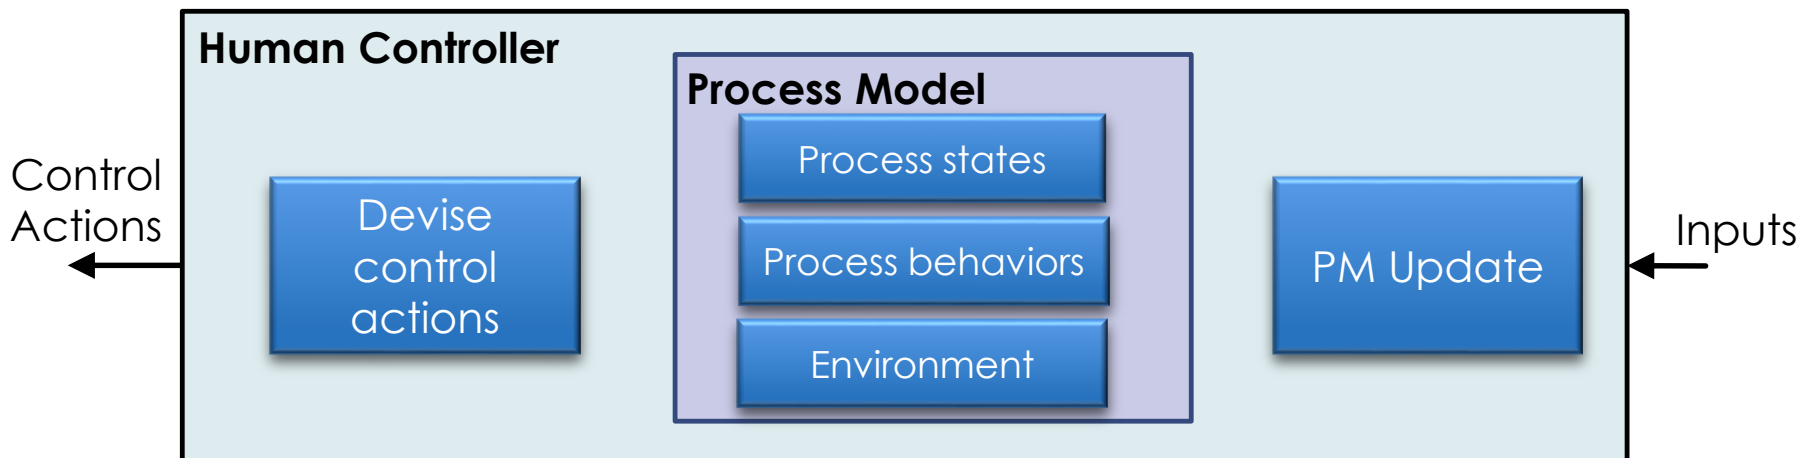 Human Controller
Process Model
Process states
Control
Actions
Devise
control
actions
Process behaviors
PM Update
Inputs
Environment